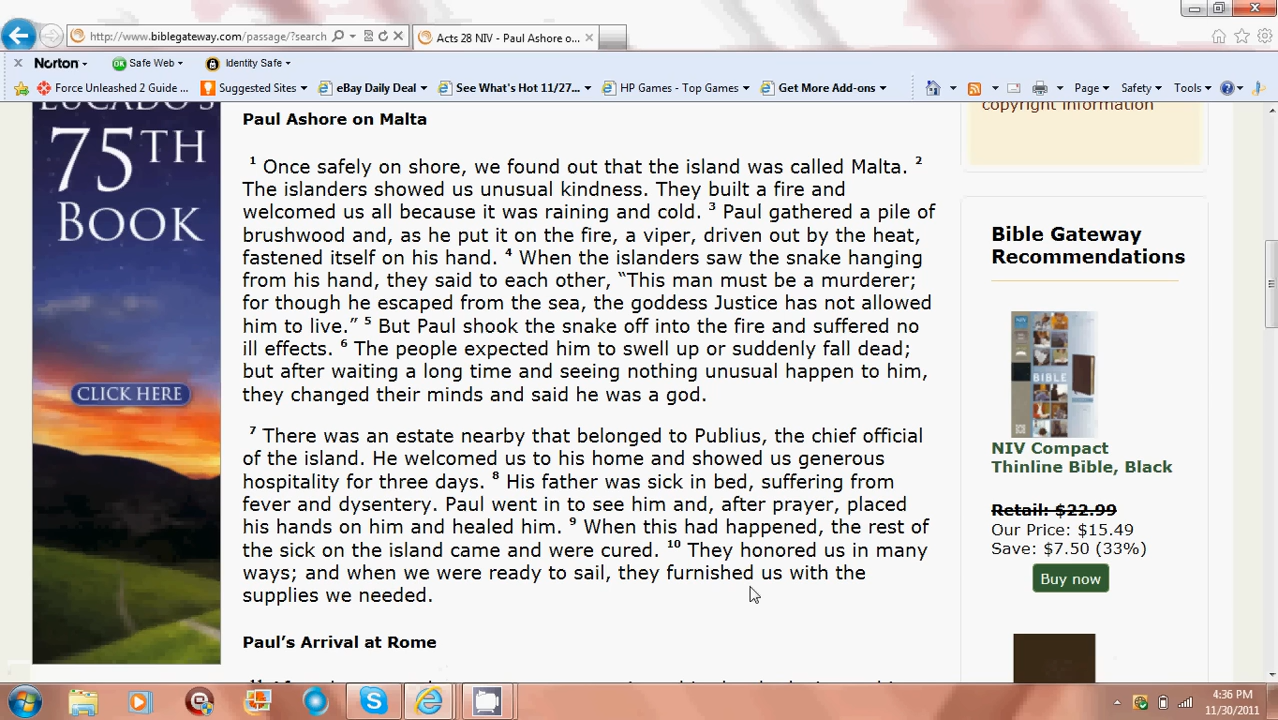 http://www.biblegateway.com/passage/?search
Acts 28 NIV - Paul Ashore o...
Norton
OK Safe Web
Identity Safe
Force Unleashed 2 Guide ...
Suggested Sites
eBay Daily Deal
See What's Hot 11/27...
HP Games - Top Games
Get More Add-ons
Page
Safety
Tools
LUCADO'S
75TH
BOOK
CLICK HERE
Paul Ashore on Malta
1 Once safely on shore, we found out that the island was called Malta. 2
The islanders showed us unusual kindness. They built a fire and
welcomed us all because it was raining and cold. 3 Paul gathered a pile of
brushwood and, as he put it on the fire, a viper, driven out by the heat,
fastened itself on his hand. 4 When the islanders saw the snake hanging
from his hand, they said to each other, “This man must be a murderer;
for though he escaped from the sea, the goddess Justice has not allowed
him to live.” 5 But Paul shook the snake off into the fire and suffered no
ill effects. 6 The people expected him to swell up or suddenly fall dead;
but after waiting a long time and seeing nothing unusual happen to him,
they changed their minds and said he was a god.
7 There was an estate nearby that belonged to Publius, the chief official
of the island. He welcomed us to his home and showed us generous
hospitality for three days. 8 His father was sick in bed, suffering from
fever and dysentery. Paul went in to see him and, after prayer, placed
his hands on him and healed him. 9 When this had happened, the rest of
the sick on the island came and were cured. 10 They honored us in many
ways; and when we were ready to sail, they furnished us with the
supplies we needed.
Paul’s Arrival at Rome
copyright information
Bible Gateway
Recommendations
NIV
BIBLE
NIV Compact
Thinline Bible, Black
Retail: $22.99
Our Price: $15.49
Save: $7.50 (33%)
Buy now
4:36 PM
11/30/2011